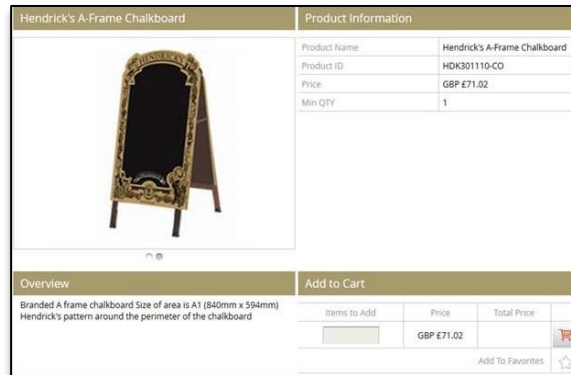 Hendrick's A-Frame Chalkboard
Product Information
HENDRICK'S
Product Name Hendrick's A-Frame Chalkboard
Product ID HDK301110-CO
Price GBP £71.02
Min QTY 1
Overview
Branded A frame chalkboard Size of area is A1 (840mm x 594mm)
Hendrick's pattern around the perimeter of the chalkboard
Add to Cart
Items to Add Price Total Price
GBP £71.02
Add To Favorites